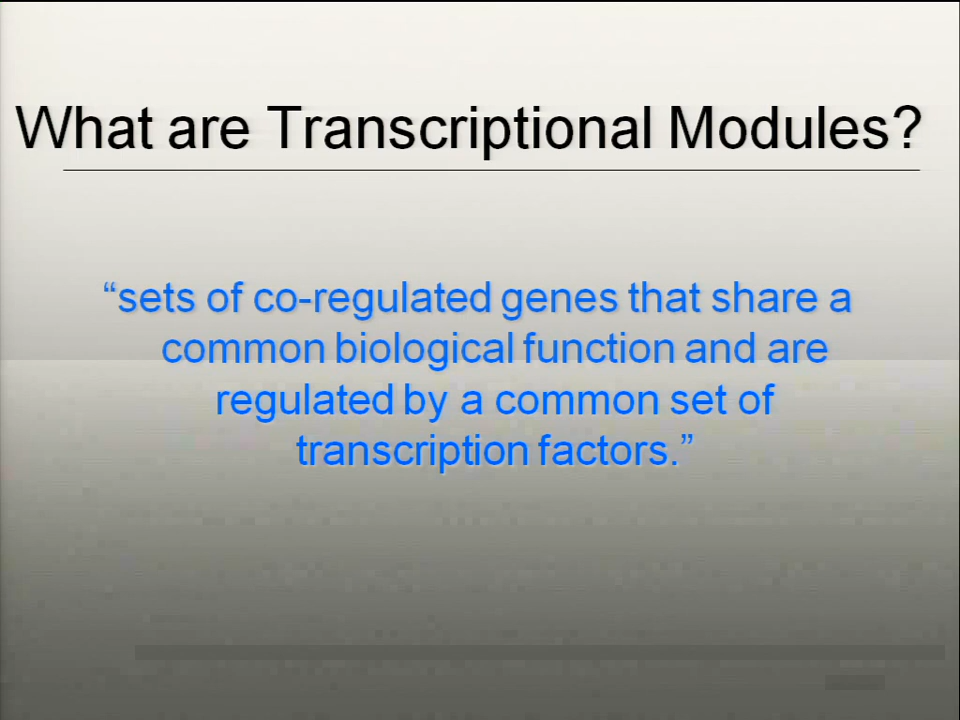 What are Transcriptional Modules?
“sets of co-regulated genes that share a
common biological function and are
regulated by a common set of
transcription factors.”